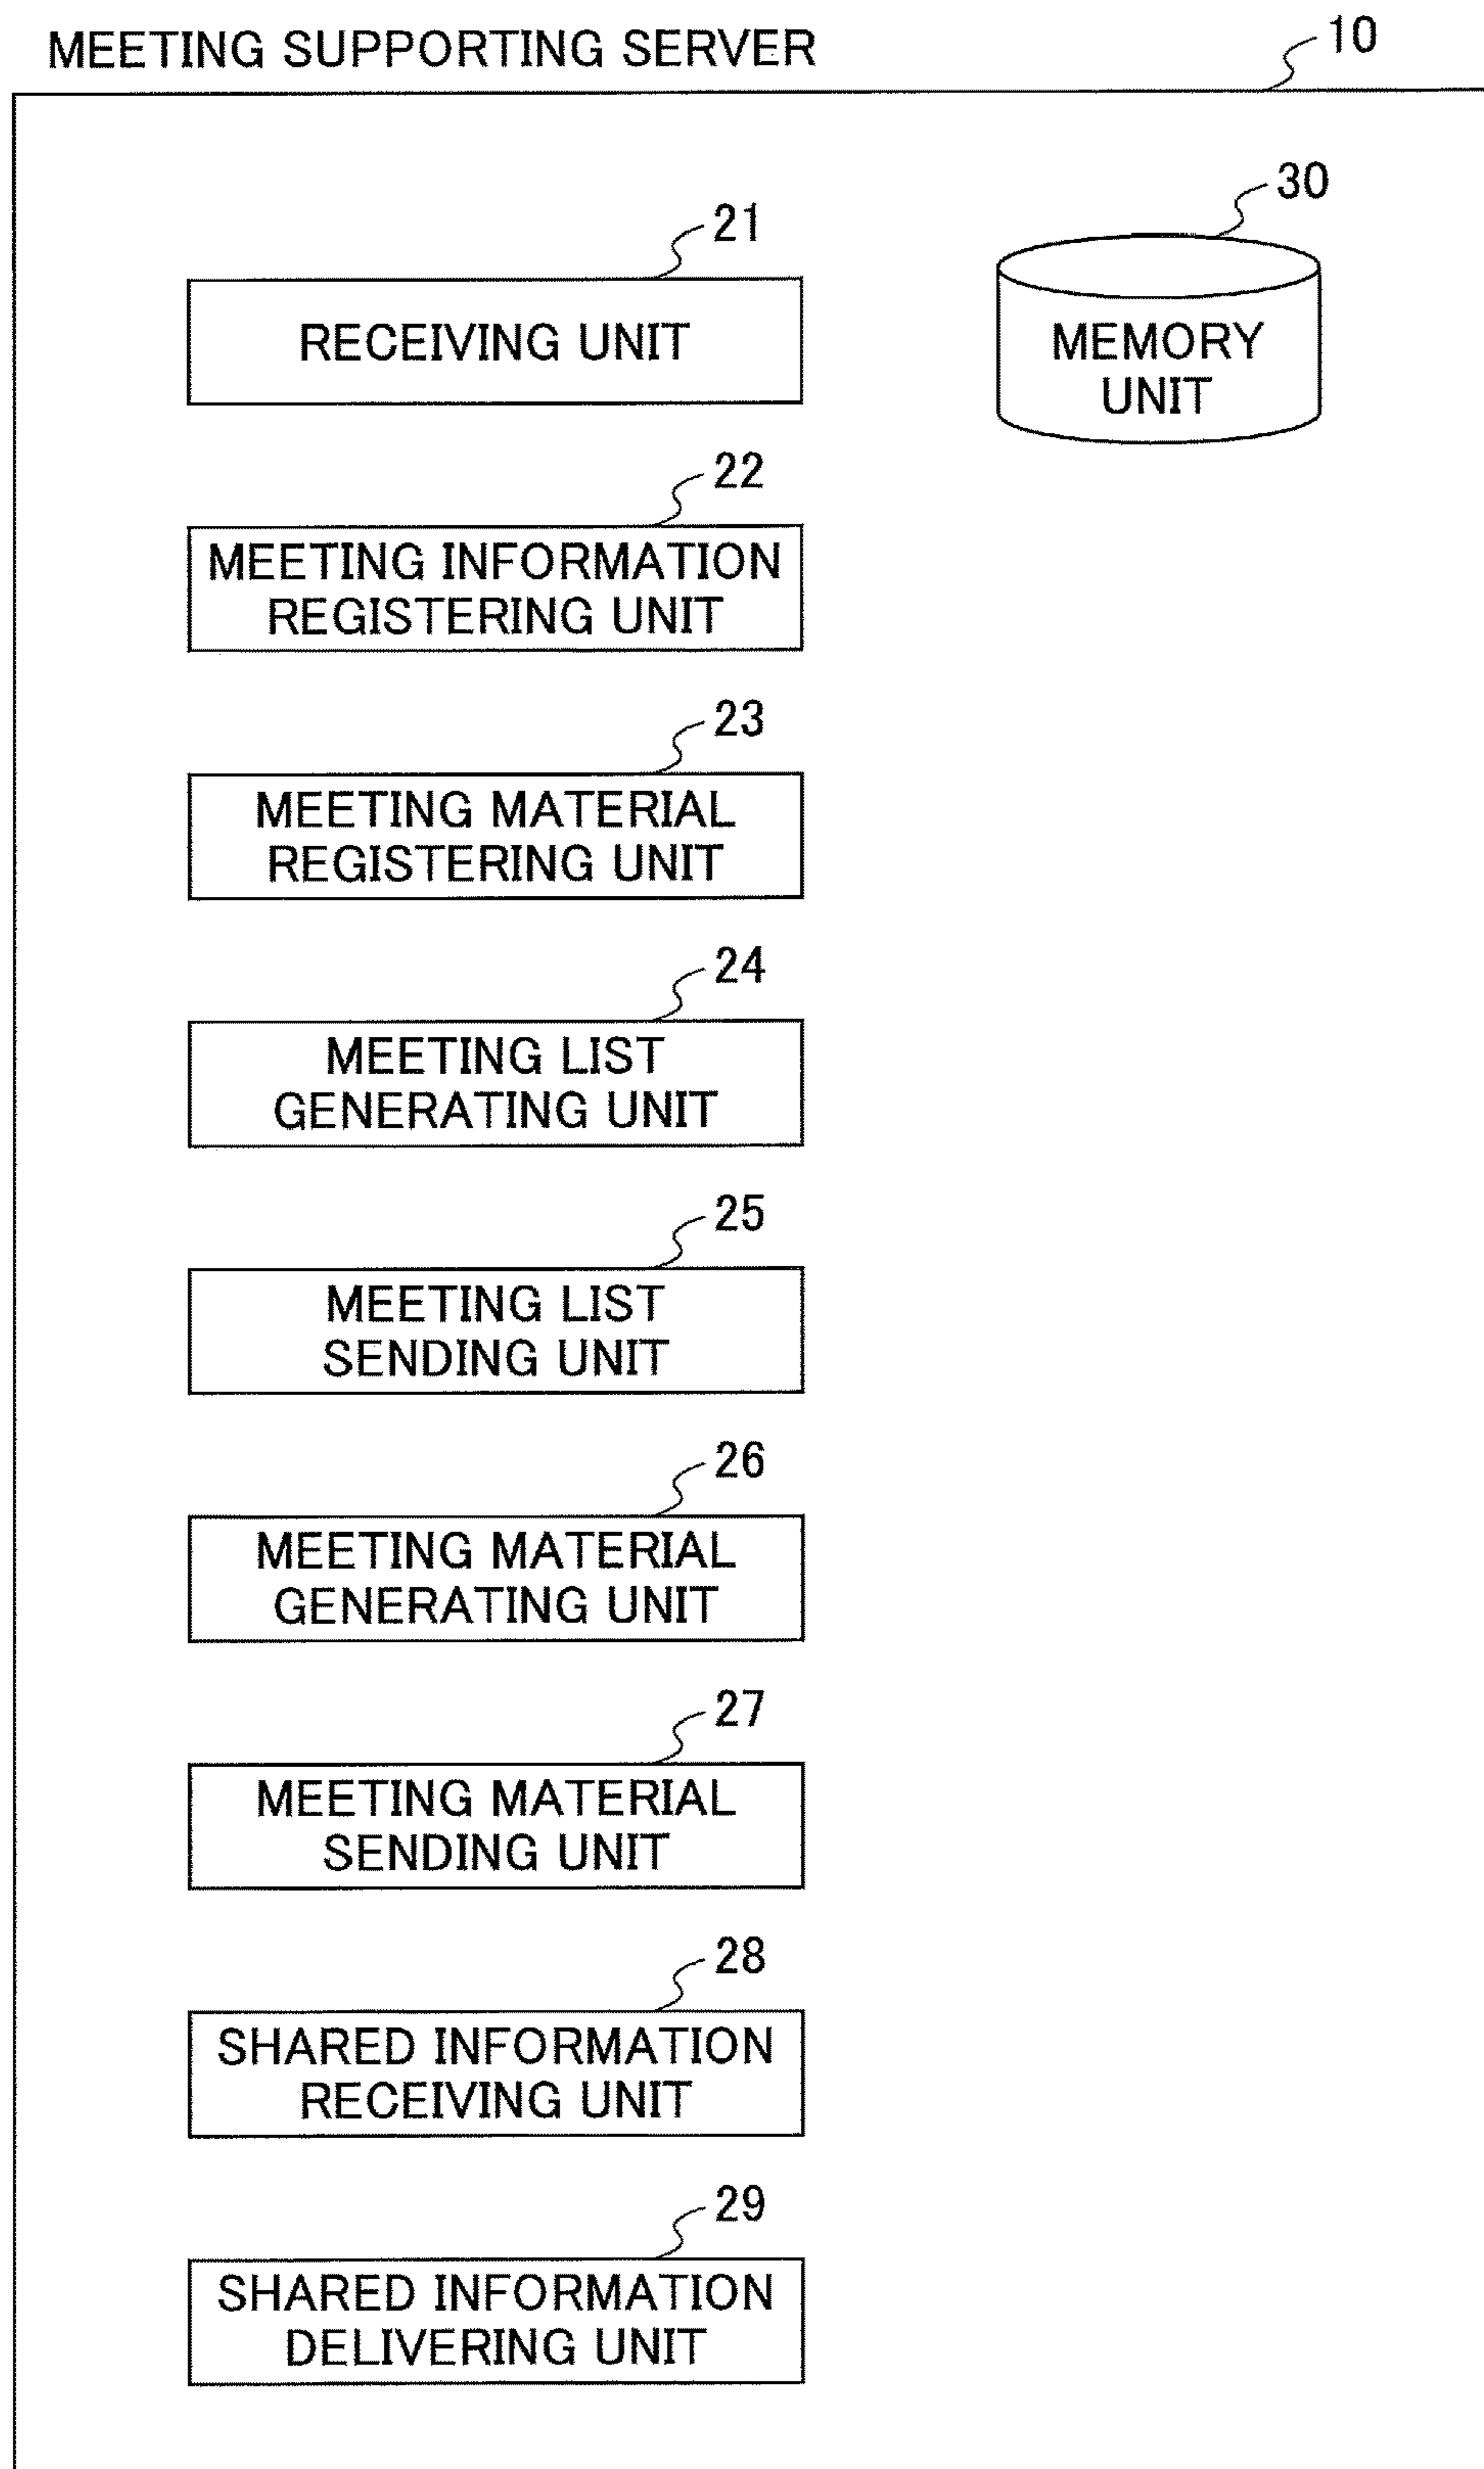 MEETING SUPPORTING SERVER
10
21
RECEIVING UNIT
30
MEMORY
UNIT
22
MEETING INFORMATION
REGISTERING UNIT
23
MEETING MATERIAL
REGISTERING UNIT
24
MEETING LIST
GENERATING UNIT
25
MEETING LIST
SENDING UNIT
26
MEETING MATERIAL
GENERATING UNIT
27
MEETING MATERIAL
SENDING UNIT
28
SHARED INFORMATION
RECEIVING UNIT
29
SHARED INFORMATION
DELIVERING UNIT